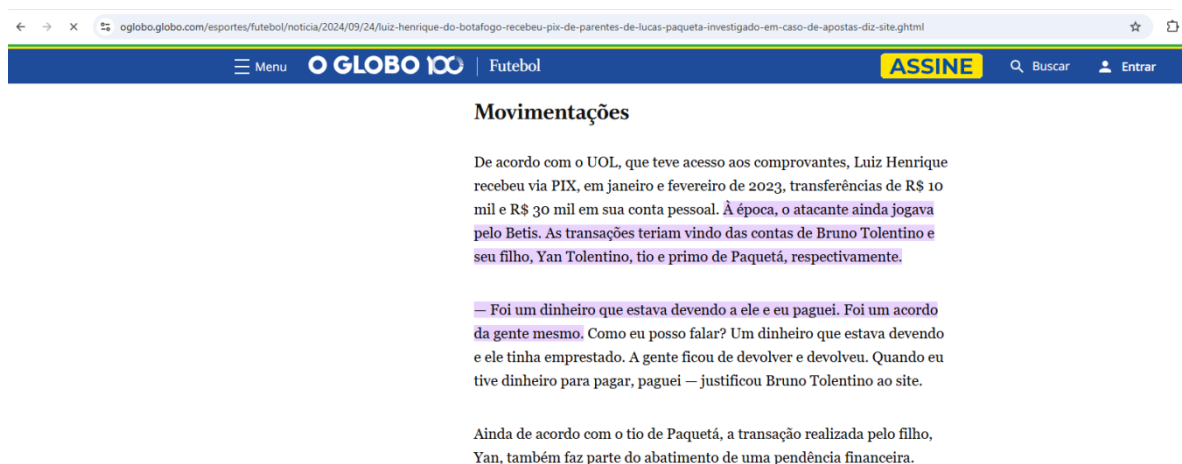 oglobo.globo.com/esportes/futebol/noticia/2024/09/24/luiz-henrique-do-botafogo-recebeu-pix-de-parentes-de-lucas-paqueta-investigado-em-caso-de-apostas-diz-site.ghtml
Menu O GLOBO 100 Futebol ASSINE Buscar Entrar
Movimentações
De acordo com o UOL, que teve acesso aos comprovantes, Luiz Henrique
recebeu via PIX, em janeiro e fevereiro de 2023, transferências de R$ 10
mil e R$ 30 mil em sua conta pessoal. À época, o atacante ainda jogava
pelo Betis. As transações teriam vindo das contas de Bruno Tolentino e
seu filho, Yan Tolentino, tio e primo de Paquetá, respectivamente.
— Foi um dinheiro que estava devendo a ele e eu paguei. Foi um acordo
da gente mesmo. Como eu posso falar? Um dinheiro que estava devendo
e ele tinha emprestado. A gente ficou de devolver e devolveu. Quando eu
tive dinheiro para pagar, paguei — justificou Bruno Tolentino ao site.
Ainda de acordo com o tio de Paquetá, a transação realizada pelo filho,
Yan, também faz parte do abatimento de uma pendência financeira.